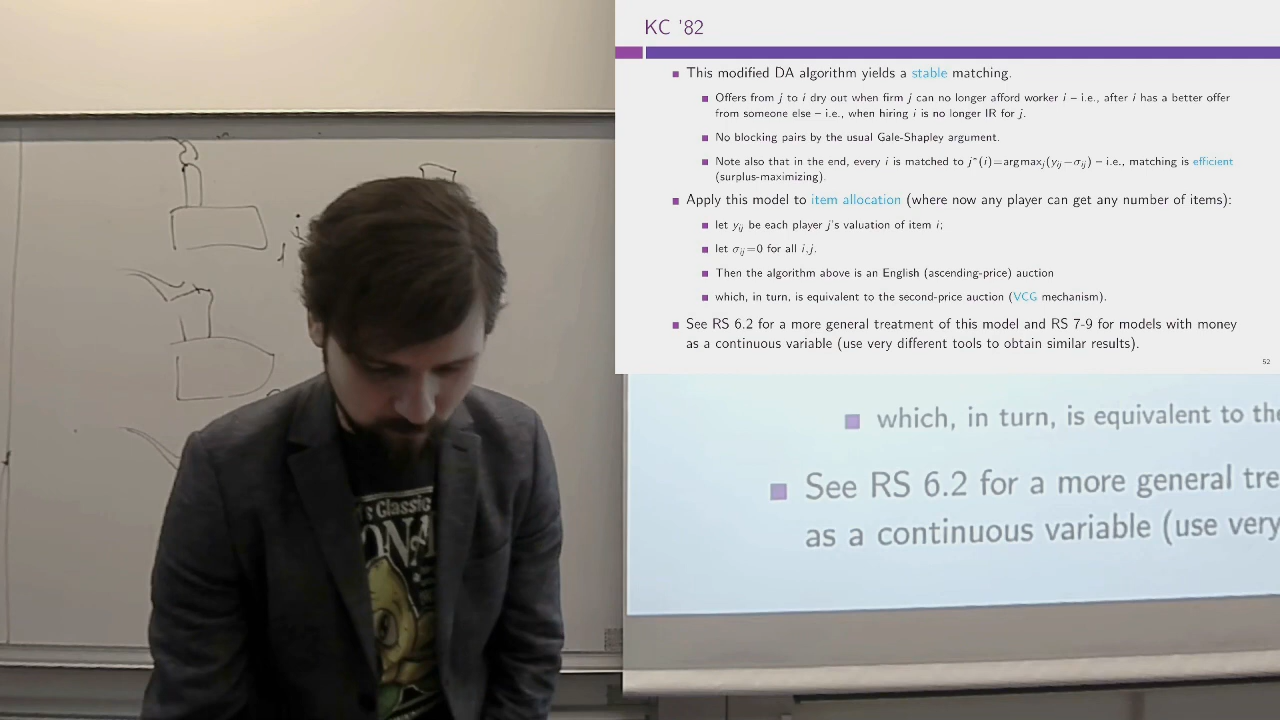 KC '82
This modified DA algorithm yields a stable matching.
Offers from j to i dry out when firm j can no longer afford worker i – i.e., after i has a better offer
from someone else – i.e., when hiring i is no longer IR for j.
No blocking pairs by the usual Gale-Shapley argument.
Note also that in the end, every i is matched to j*(i)=argmaxⱼ(yᵢⱼ−σᵢⱼ) – i.e., matching is efficient
(surplus-maximizing).
Apply this model to item allocation (where now any player can get any number of items):
let yᵢⱼ be each player j's valuation of item i;
let σᵢⱼ=0 for all i,j.
Then the algorithm above is an English (ascending-price) auction
which, in turn, is equivalent to the second-price auction (VCG mechanism).
See RS 6.2 for a more general treatment of this model and RS 7-9 for models with money
as a continuous variable (use very different tools to obtain similar results).
52
which, in turn, is equivalent to the
See RS 6.2 for a more general tre
as a continuous variable (use very
's Classic